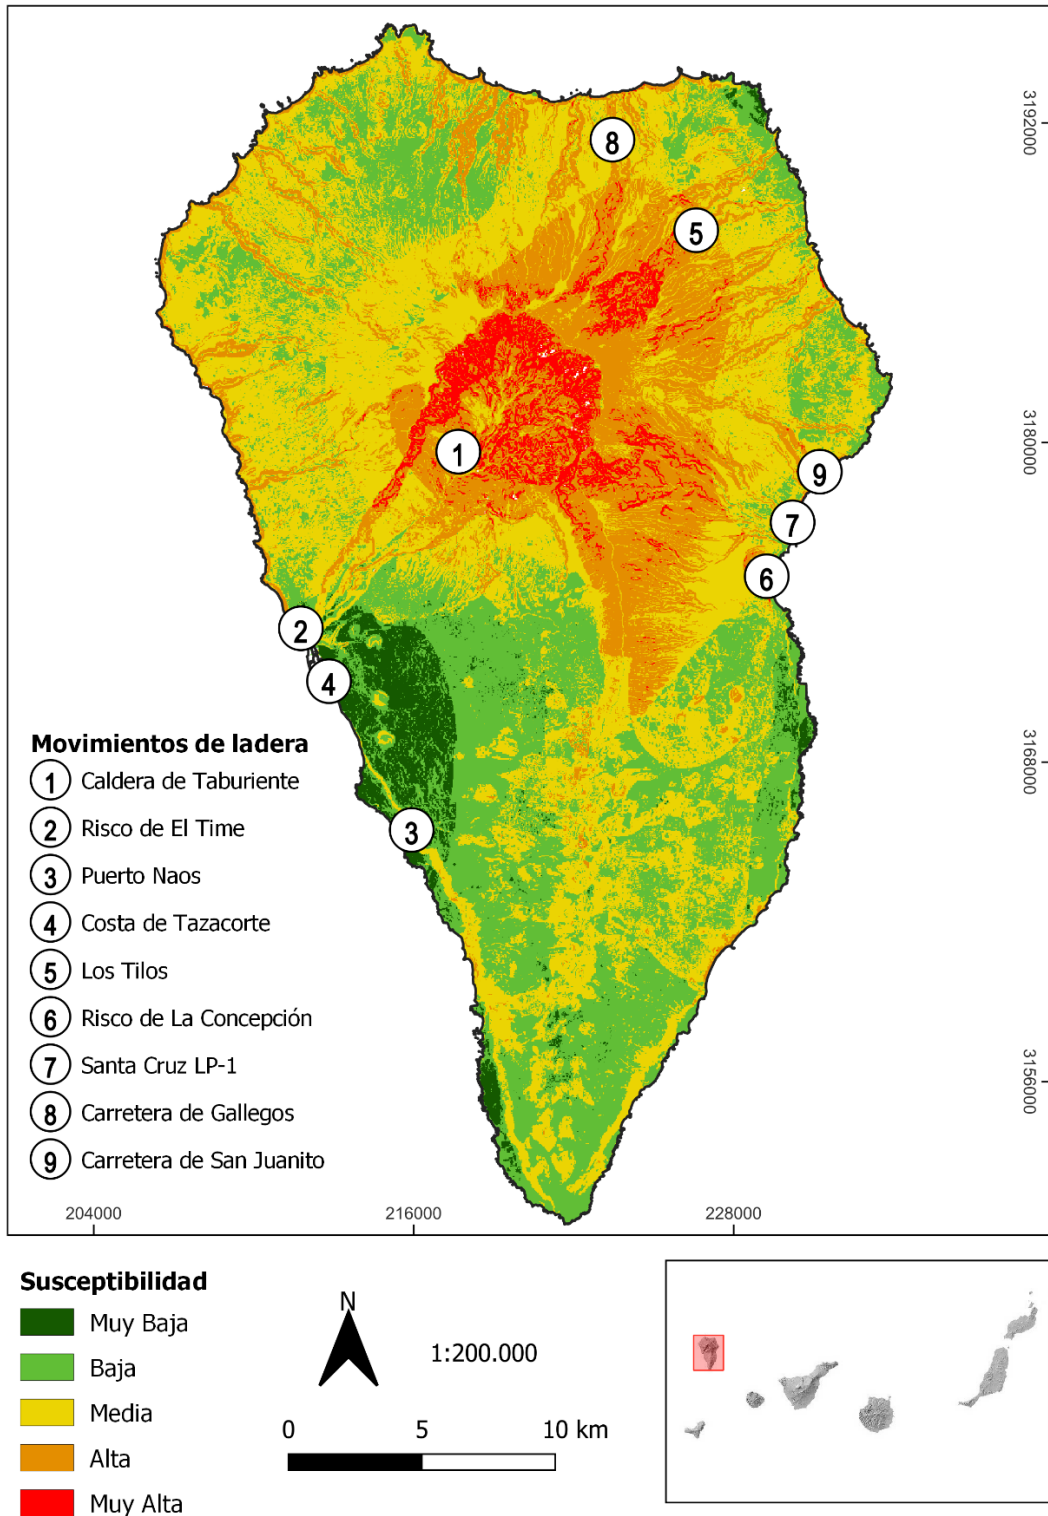 3192000
8
5
3180000
1
9
7
6
2
4
3168000
3
Movimientos de ladera
1 Caldera de Taburiente
2 Risco de El Time
3 Puerto Naos
4 Costa de Tazacorte
5 Los Tilos
6 Risco de La Concepción
7 Santa Cruz LP-1
8 Carretera de Gallegos
9 Carretera de San Juanito
3156000
204000 216000 228000
Susceptibilidad
Muy Baja
Baja
Media
Alta
Muy Alta
N
1:200.000
0 5 10 km